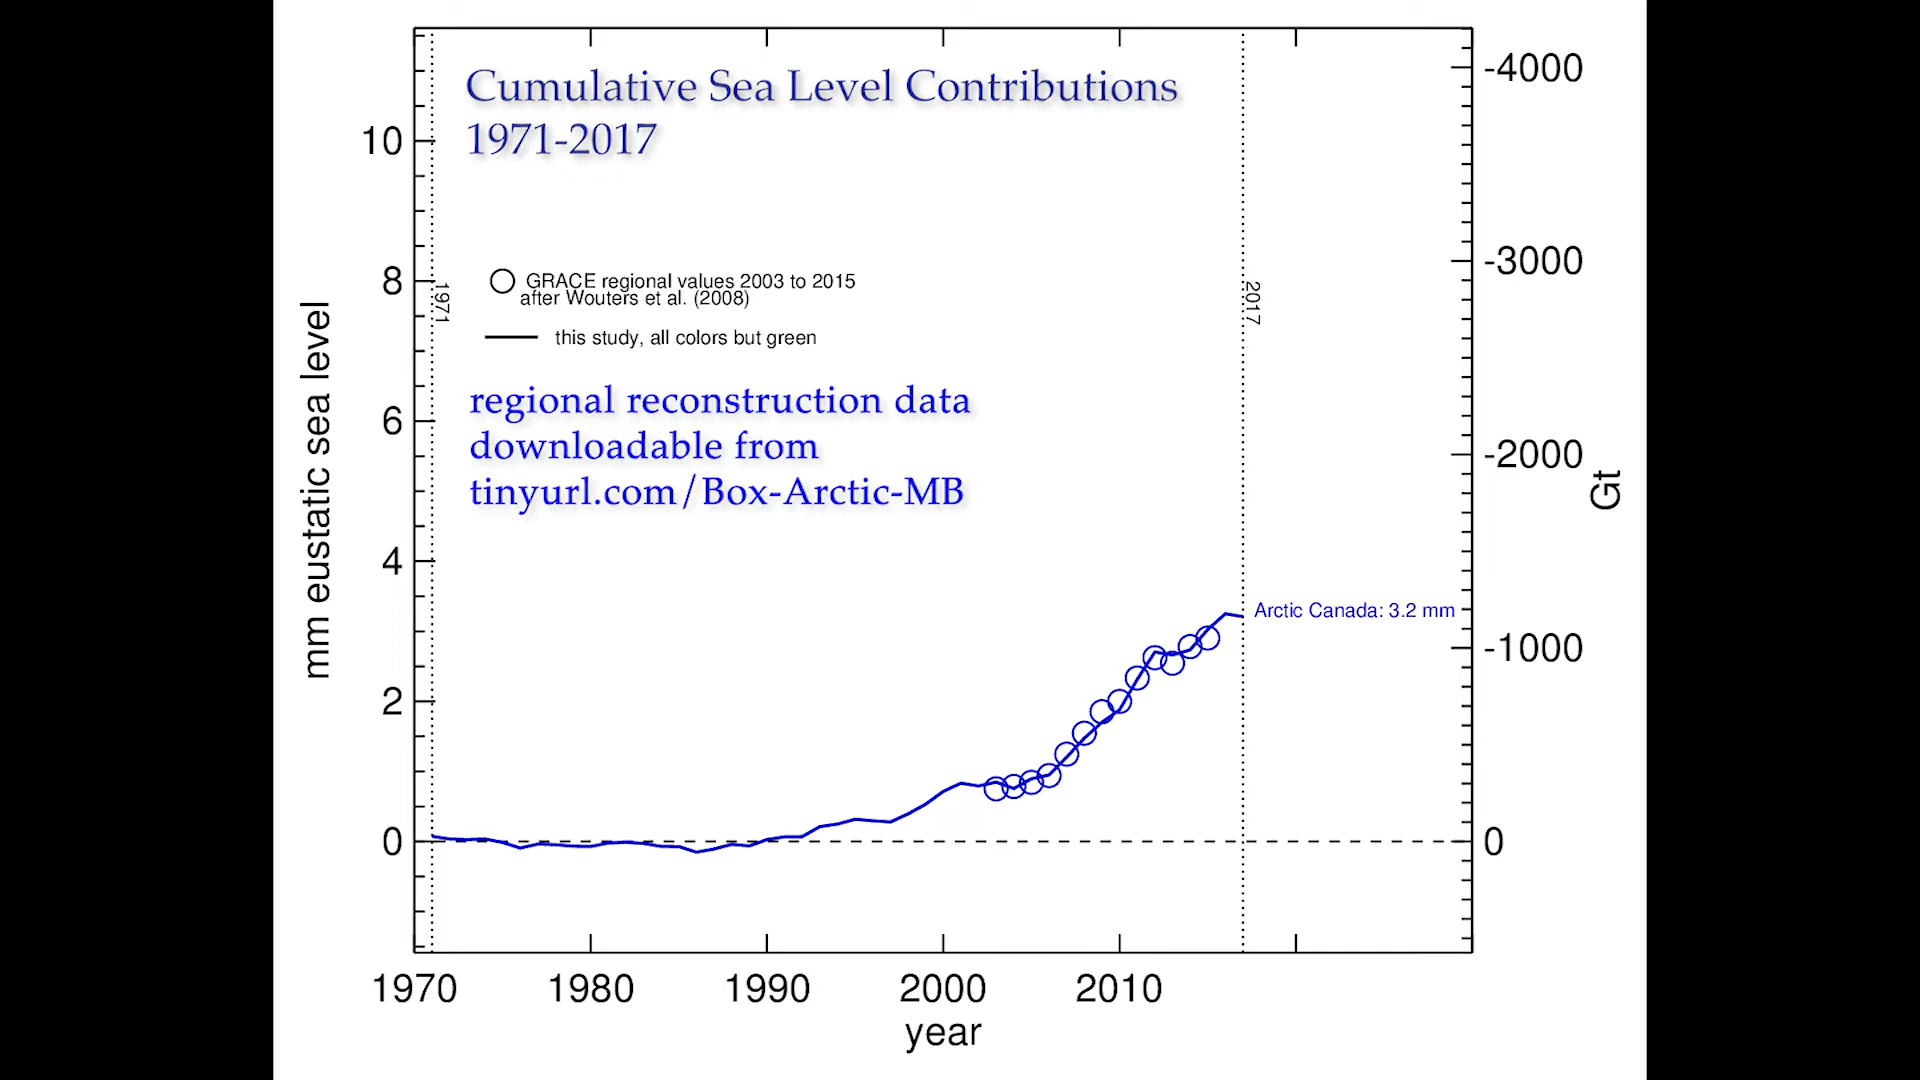 Cumulative Sea Level Contributions
1971-2017
GRACE regional values 2003 to 2015
after Wouters et al. (2008)
this study, all colors but green
regional reconstruction data
downloadable from
tinyurl.com/Box-Arctic-MB
1971
2017
Arctic Canada: 3.2 mm
mm eustatic sea level
10
8
6
4
2
0
-4000
-3000
-2000
-1000
0
Gt
1970 1980 1990 2000 2010
year